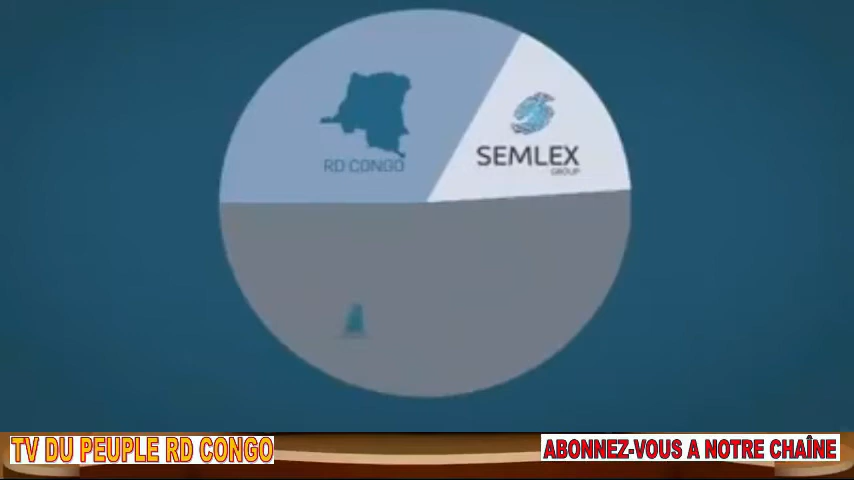 RD CONGO
SEMLEX
GROUP
TV DU PEUPLE RD CONGO
ABONNEZ-VOUS A NOTRE CHAÎNE